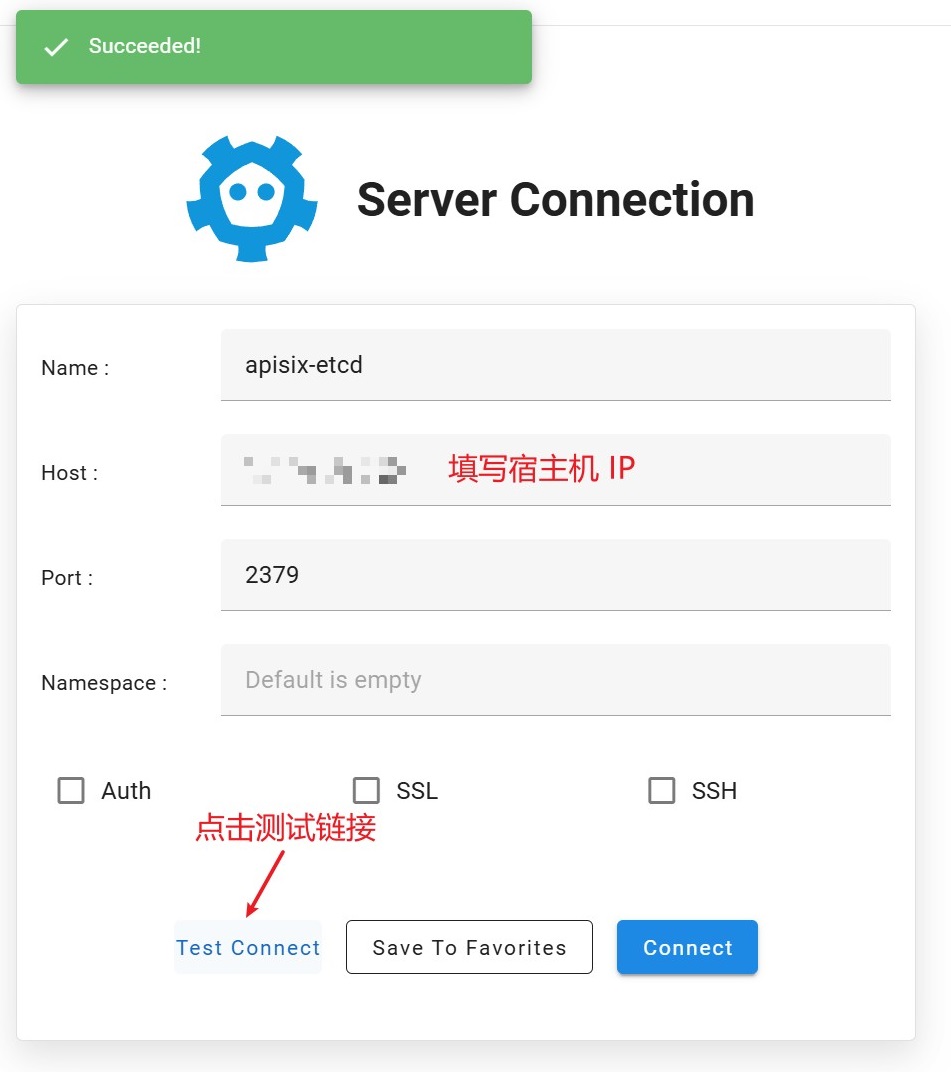 Succeeded!
Server Connection
Name :
apisix-etcd
Host :
填写宿主机 IP
Port :
2379
Namespace :
Default is empty
Auth
SSL
SSH
点击测试链接
Test Connect
Save To Favorites
Connect